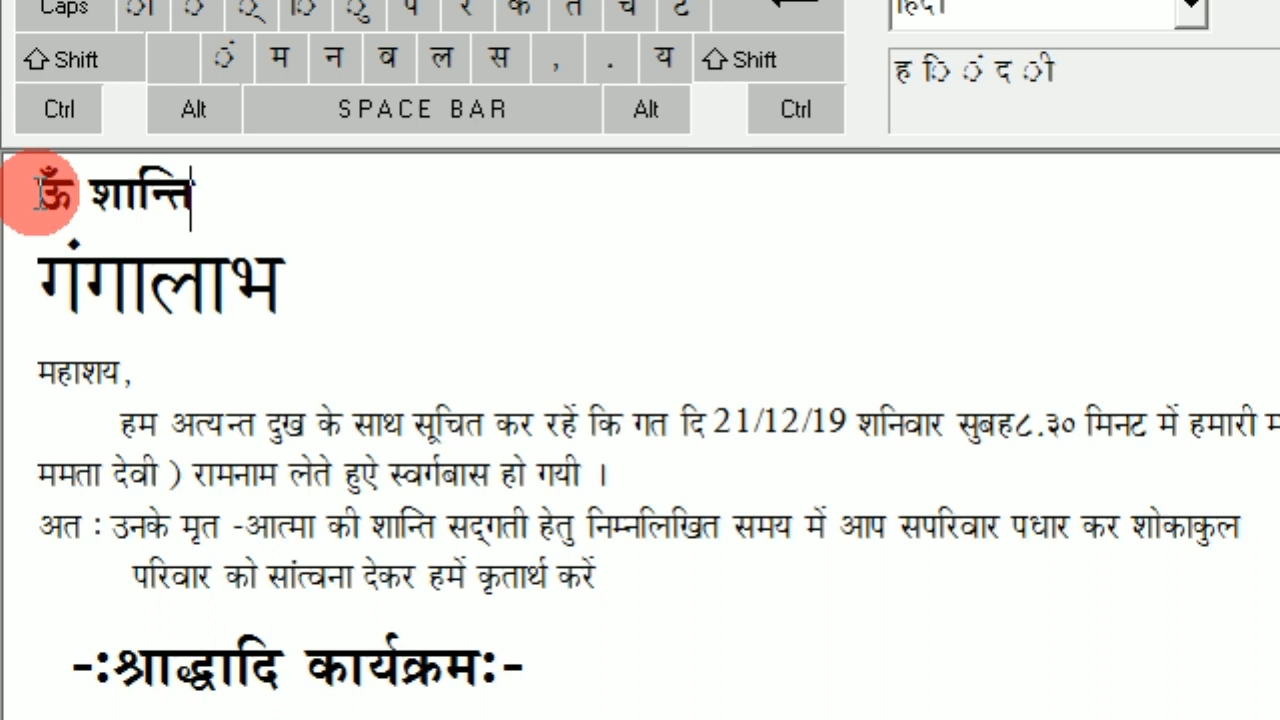 Caps ा े ् ि ु प र क त च ट
हिंदी
Shift ं म न व ल स , . य Shift
ह ि ं द ी
Ctrl Alt SPACE BAR Alt Ctrl
ऊँ शान्ति
गंगालाभ
महाशय,
हम अत्यन्त दुख के साथ सूचित कर रहें कि गत दि 21/12/19 शनिवार सुबह८.३० मिनट में हमारी
ममता देवी ) रामनाम लेते हुऐ स्वर्गबास हो गयी ।
अत : उनके मृत -आत्मा की शान्ति सद्गती हेतु निम्नलिखित समय में आप सपरिवार पधार कर शोकाकुल
परिवार को सांत्वना देकर हमें कृतार्थ करें
-:श्राद्धादि कार्यक्रम:-